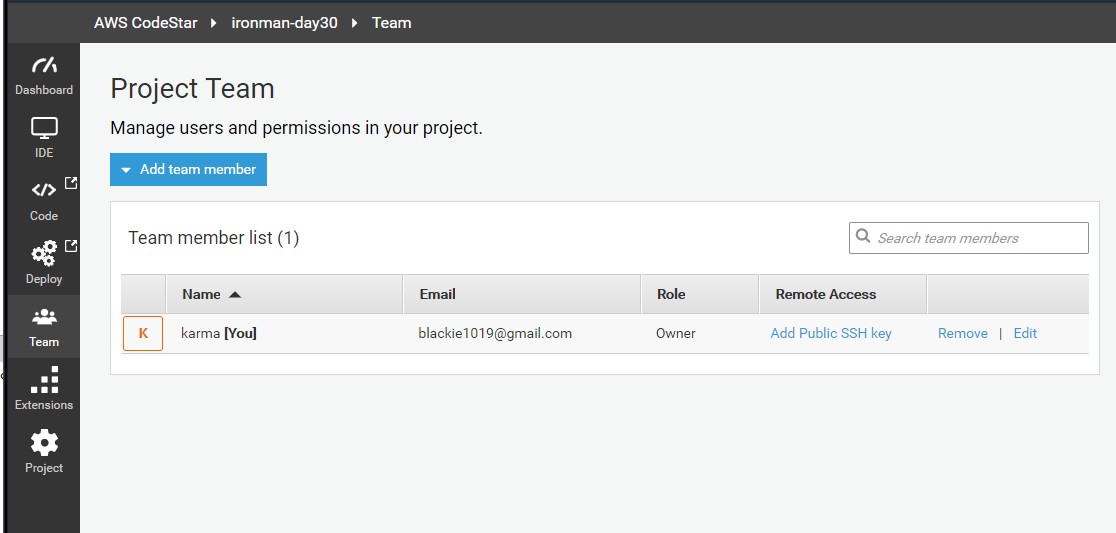 AWS CodeStar ironman-day30 Team
Dashboard
IDE
Code
Deploy
Team
Extensions
Project
Project Team
Manage users and permissions in your project.
Add team member
Team member list (1)
Search team members
Name Email Role Remote Access
K karma [You] blackie1019@gmail.com Owner Add Public SSH key Remove | Edit